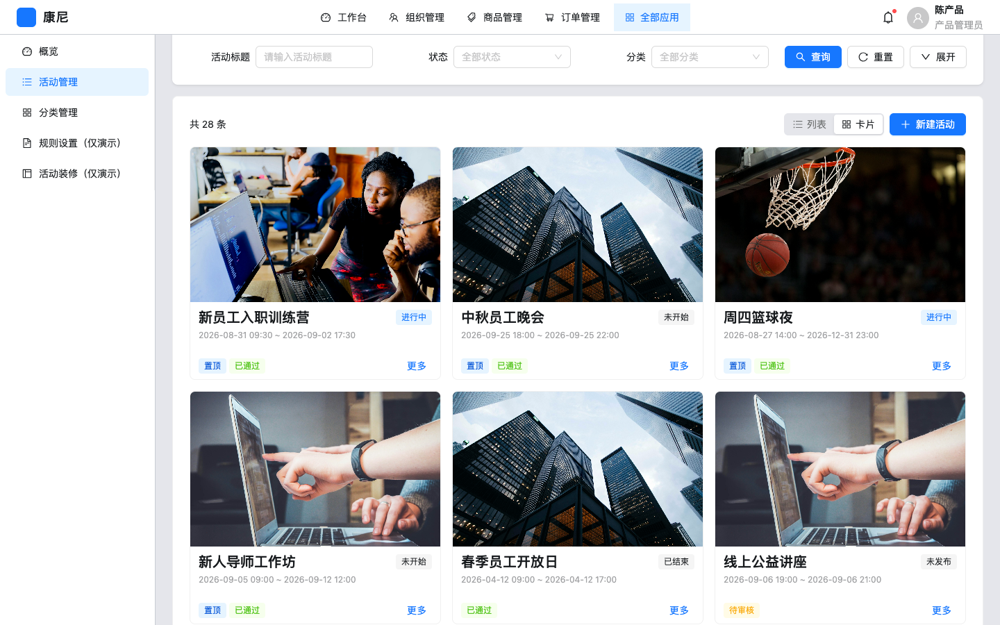 康尼
工作台
组织管理
商品管理
订单管理
全部应用
陈产品
产品管理员
概览
活动管理
分类管理
规则设置（仅演示）
活动装修（仅演示）
活动标题 请输入活动标题
状态 全部状态
分类 全部分类
查询
重置
展开
共 28 条
列表
卡片
新建活动
新员工入职训练营 进行中
2026-08-31 09:30 ~ 2026-09-02 17:30
置顶 已通过 更多
中秋员工晚会 未开始
2026-09-25 18:00 ~ 2026-09-25 22:00
置顶 已通过 更多
周四篮球夜 进行中
2026-08-27 14:00 ~ 2026-12-31 23:00
置顶 已通过 更多
新人导师工作坊 未开始
2026-09-05 09:00 ~ 2026-09-12 12:00
置顶 已通过 更多
春季员工开放日 已结束
2026-04-12 09:00 ~ 2026-04-12 17:00
已通过 更多
线上公益讲座 未发布
2026-09-06 19:00 ~ 2026-09-06 21:00
待审核 更多